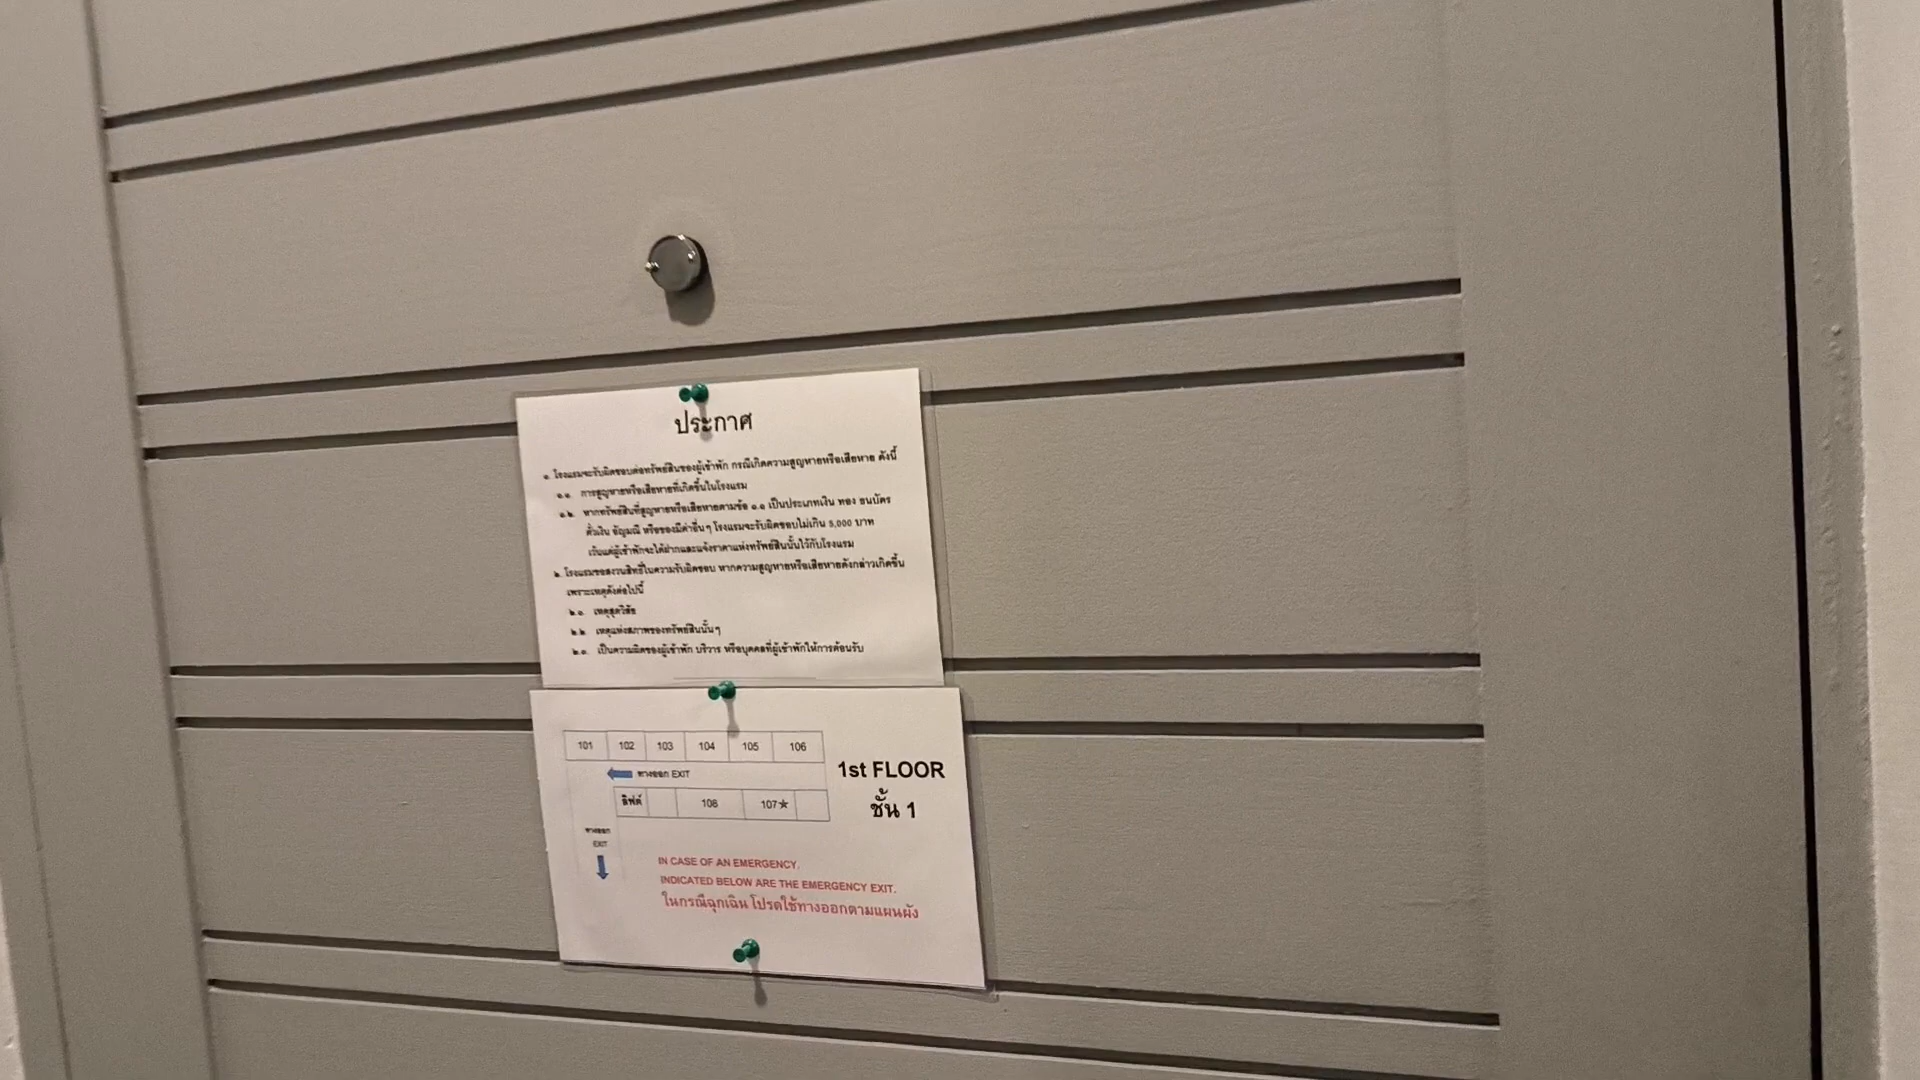 ประกาศ
๑. โรงแรมจะรับผิดชอบต่อทรัพย์สินของผู้เข้าพัก กรณีเกิดความสูญหายหรือเสียหาย ดังนี้
๑.๑. การสูญหายหรือเสียหายที่เกิดขึ้นในโรงแรม
๑.๒. หากทรัพย์สินที่สูญหายหรือเสียหายตามข้อ ๑.๑ เป็นประเภทเงิน ทอง ธนบัตร
ตั๋วเงิน อัญมณี หรือของมีค่าอื่นๆ โรงแรมจะรับผิดชอบไม่เกิน 5,000 บาท
เว้นแต่ผู้เข้าพักจะได้ฝากและแจ้งราคาแห่งทรัพย์สินนั้นไว้กับโรงแรม
๒. โรงแรมขอสงวนสิทธิ์ในความรับผิดชอบ หากความสูญหายหรือเสียหายดังกล่าวเกิดขึ้น
เพราะเหตุดังต่อไปนี้
๒.๑. เหตุสุดวิสัย
๒.๒. เหตุแห่งสภาพของทรัพย์สินนั้นๆ
๒.๓. เป็นความผิดของผู้เข้าพัก บริวาร หรือบุคคลที่ผู้เข้าพักให้การต้อนรับ
101 102 103 104 105 106
ทางออก EXIT
1st FLOOR
ลิฟต์ 108 107★
ชั้น 1
ทางออก
EXIT
IN CASE OF AN EMERGENCY,
INDICATED BELOW ARE THE EMERGENCY EXIT.
ในกรณีฉุกเฉิน โปรดใช้ทางออกตามแผนผัง